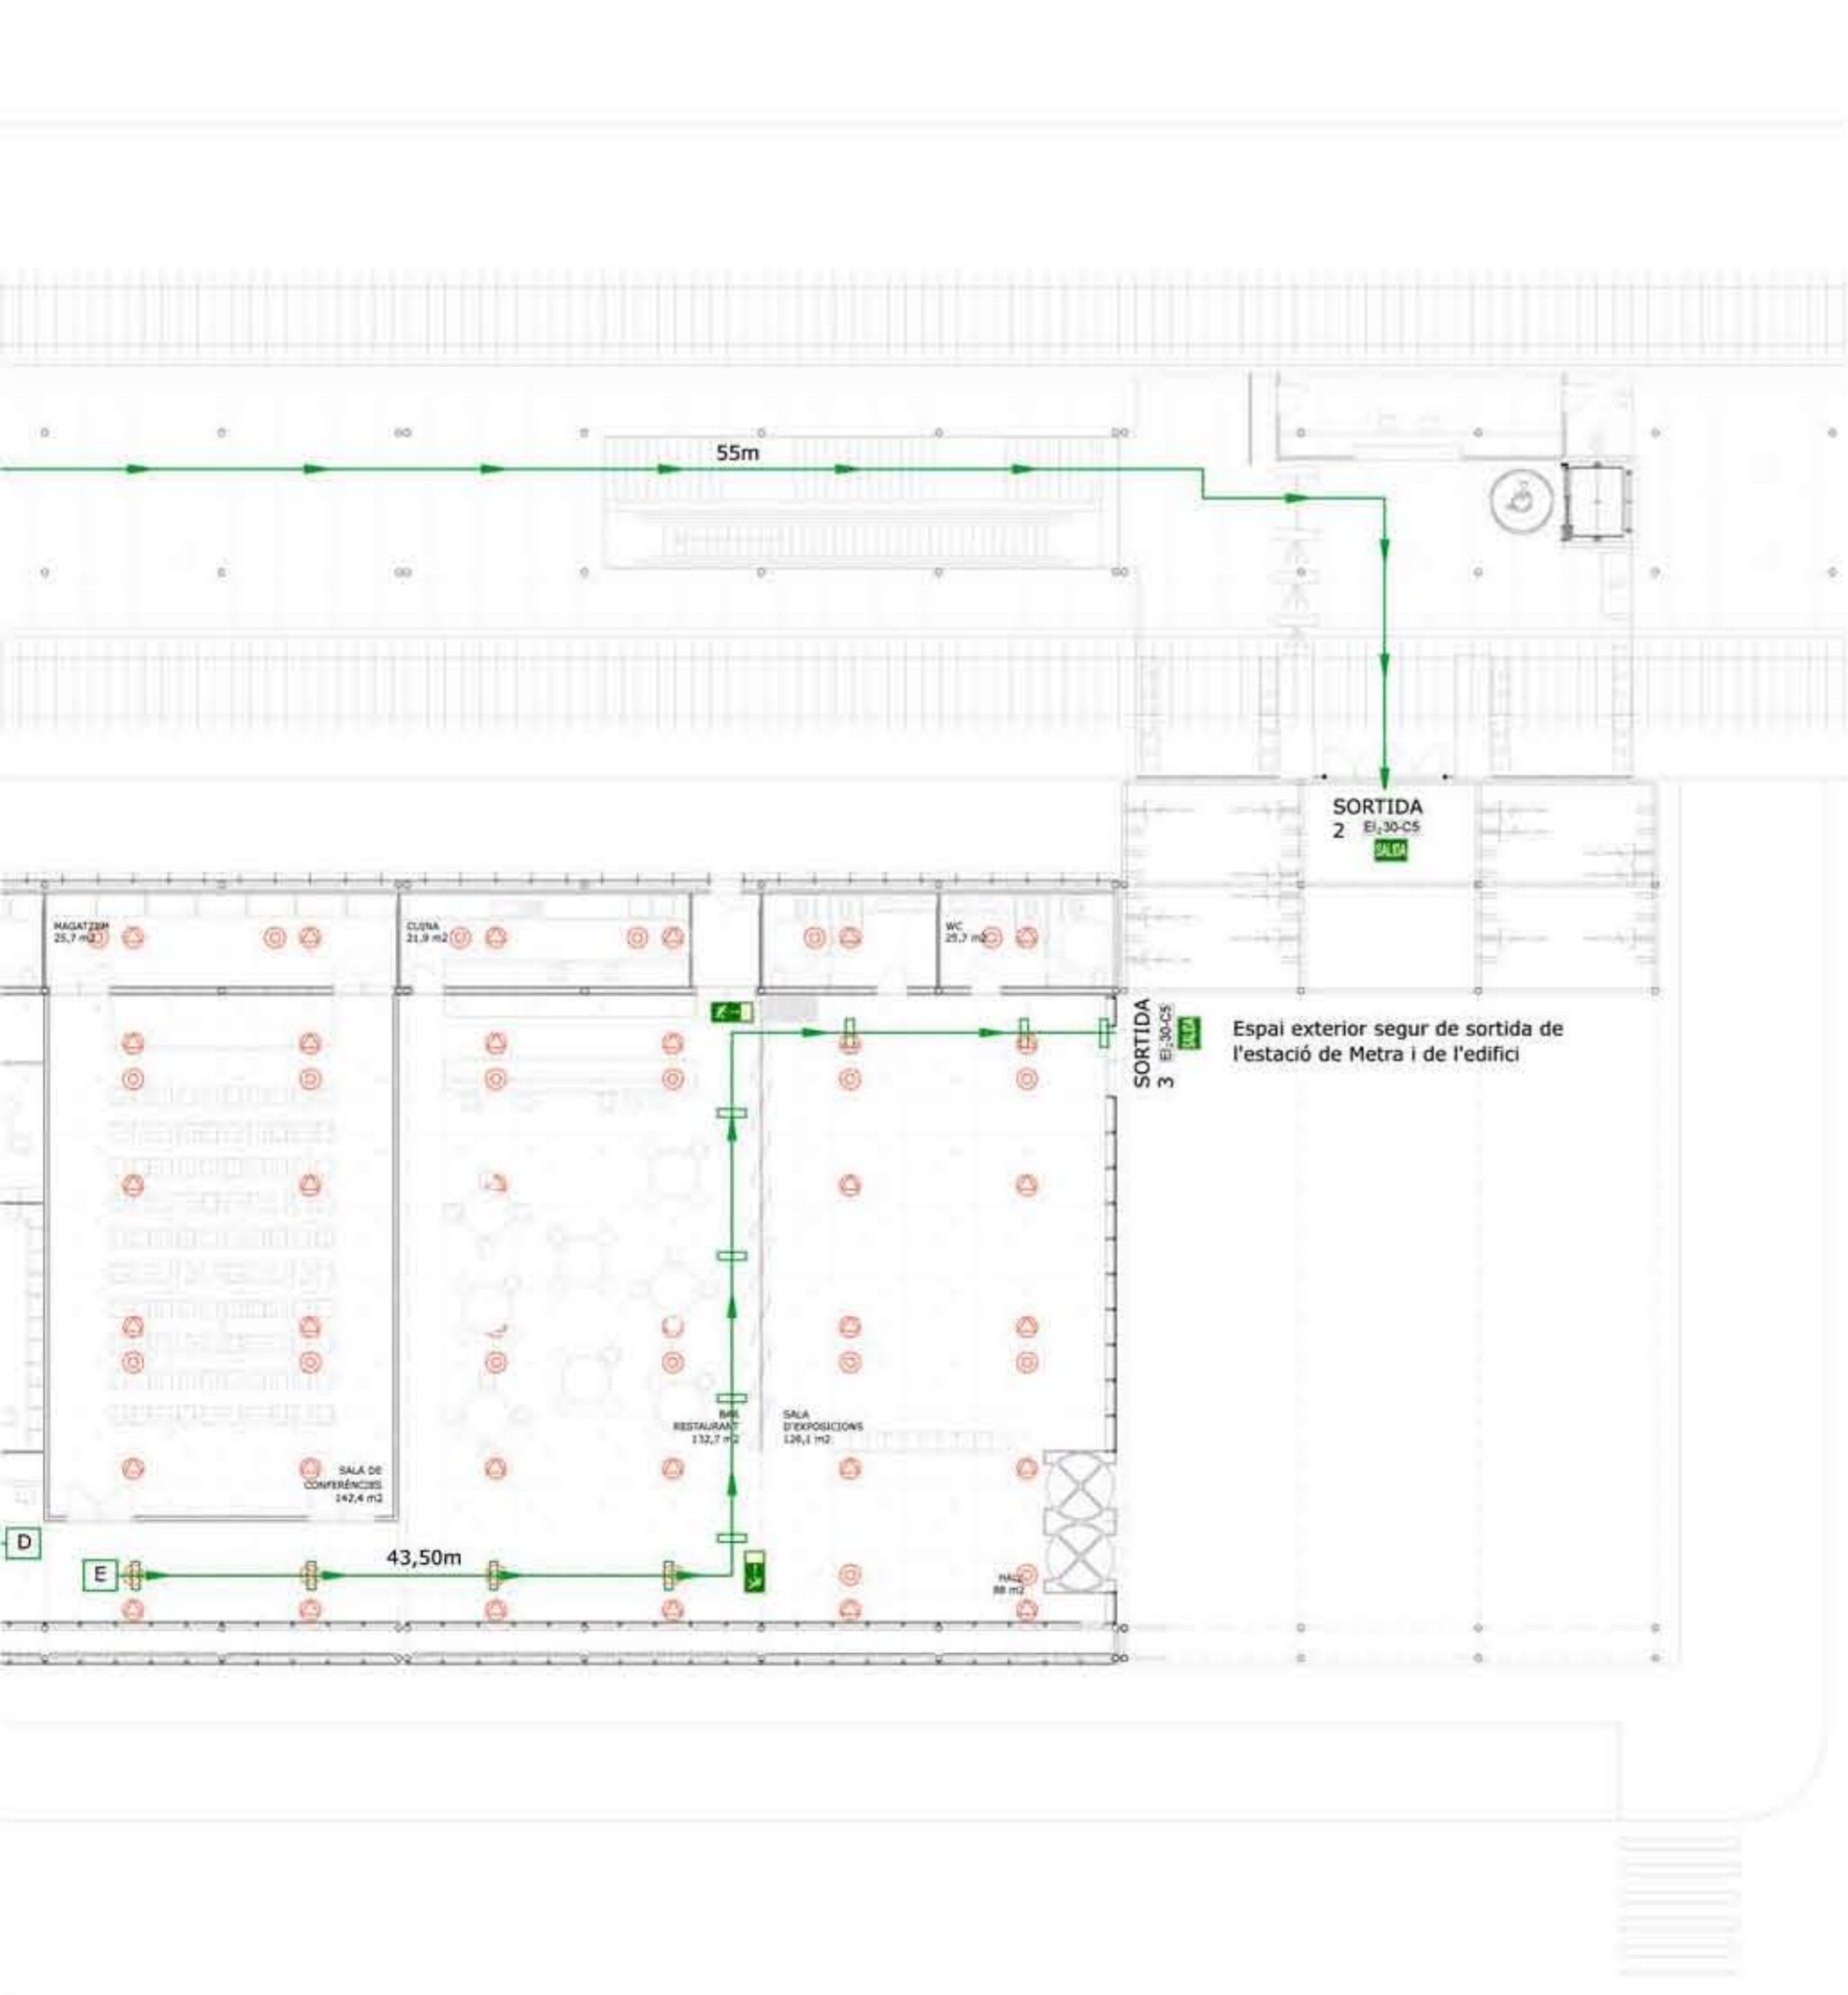 55m
SORTIDA
2 EI₂30-C5
SALIDA
MAGATZEM
25,7 m2
CUINA
21,9 m2
WC
25,7 m2
SORTIDA
3 EI₂30-C5
SALIDA
Espai exterior segur de sortida de
l'estació de Metra i de l'edifici
BAR
RESTAURANT
132,7 m2
SALA
D'EXPOSICIONS
126,1 m2
SALA DE
CONFERÈNCIES
142,4 m2
D
E
43,50m
HALL
88 m2